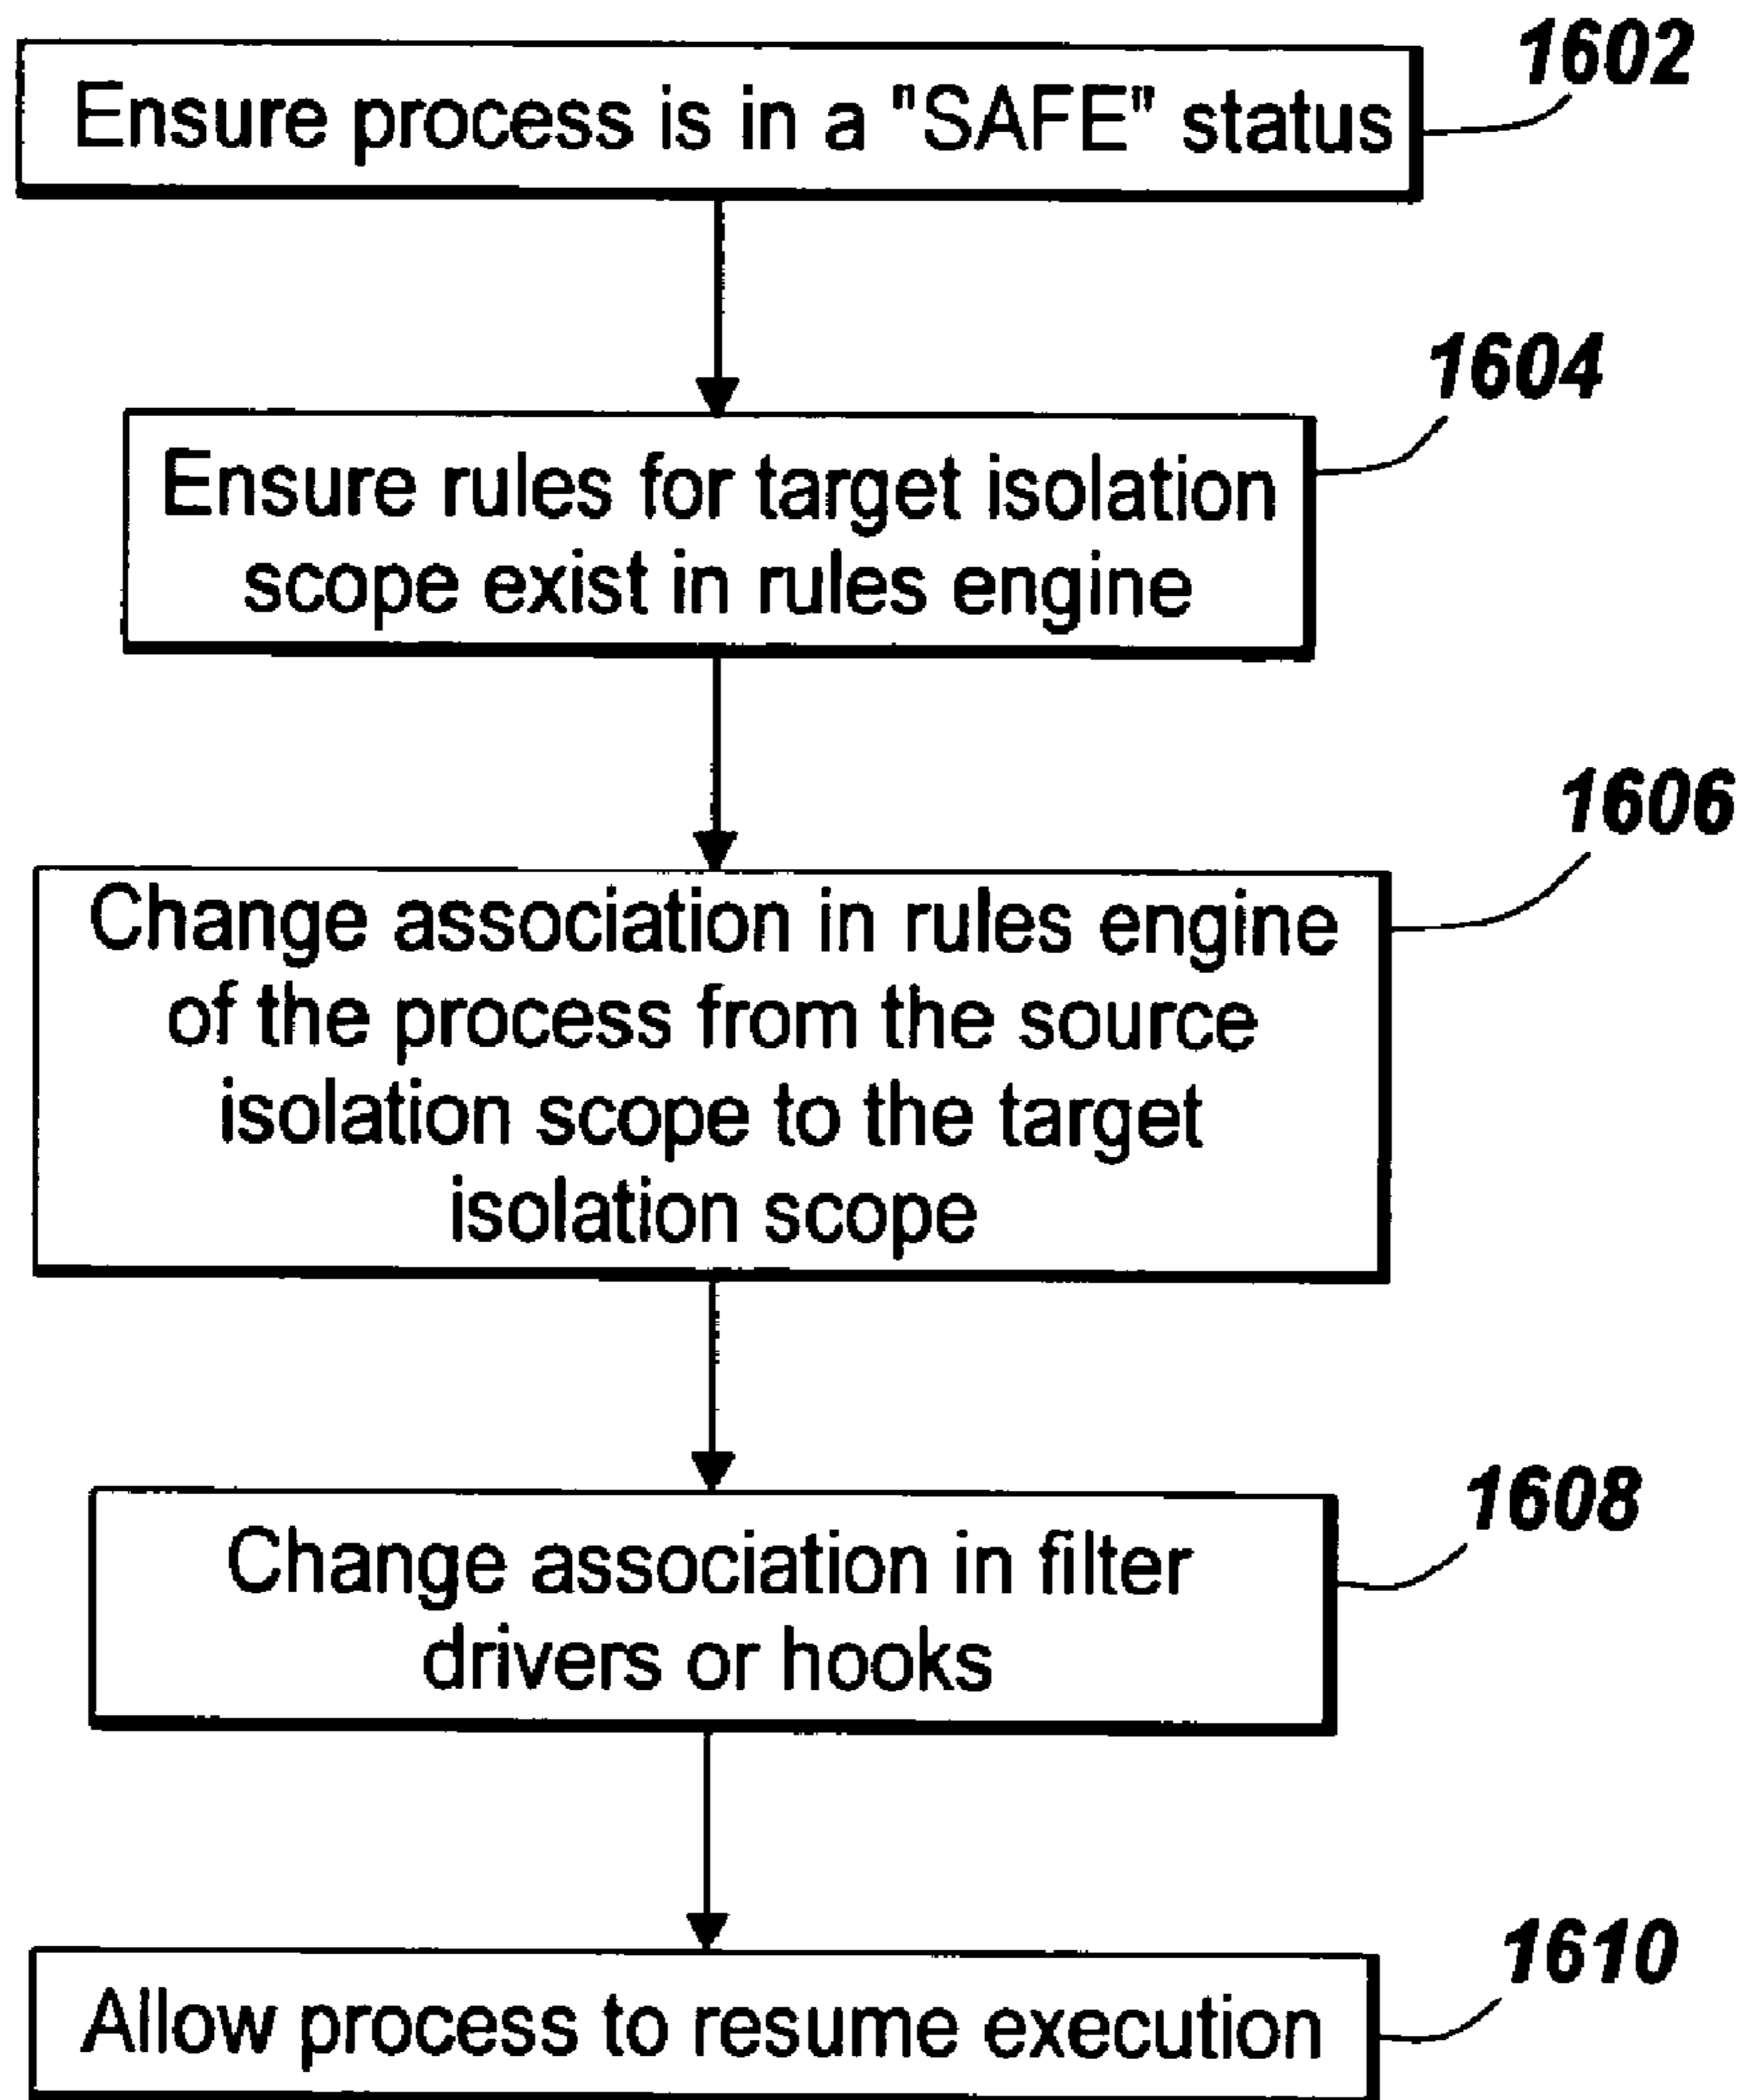 1602
Ensure process is in a "SAFE" status
1604
Ensure rules for target isolation
scope exist in rules engine
1606
Change association in rules engine
of the process from the source
isolation scope to the target
isolation scope
1608
Change association in filter
drivers or hooks
1610
Allow process to resume execution